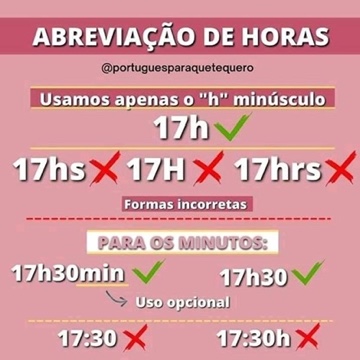 ABREVIAÇÃO DE HORAS
@portuguesparaquetequero
Usamos apenas o "h" minúsculo
17h
17hs 17H 17hrs
Formas incorretas
PARA OS MINUTOS:
17h30min 17h30
Uso opcional
17:30 17:30h